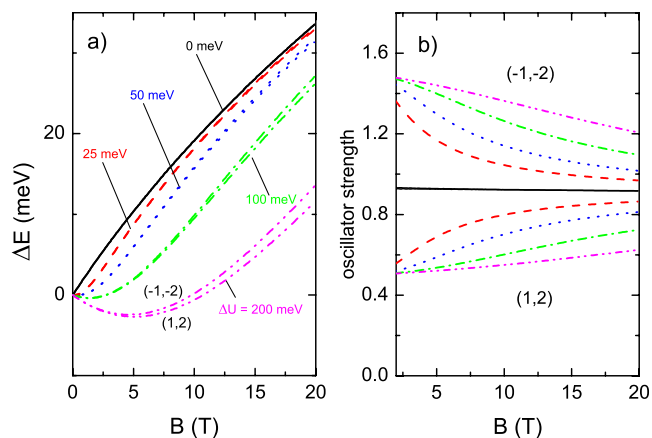 a)
0 meV
50 meV
25 meV
100 meV
(-1,-2)
(1,2)
ΔU = 200 meV
ΔE (meV)
20
0
0
5
10
15
20
B (T)
b)
(-1,-2)
(1,2)
oscillator strength
1.6
1.2
0.8
0.4
0.0
5
10
15
20
B (T)